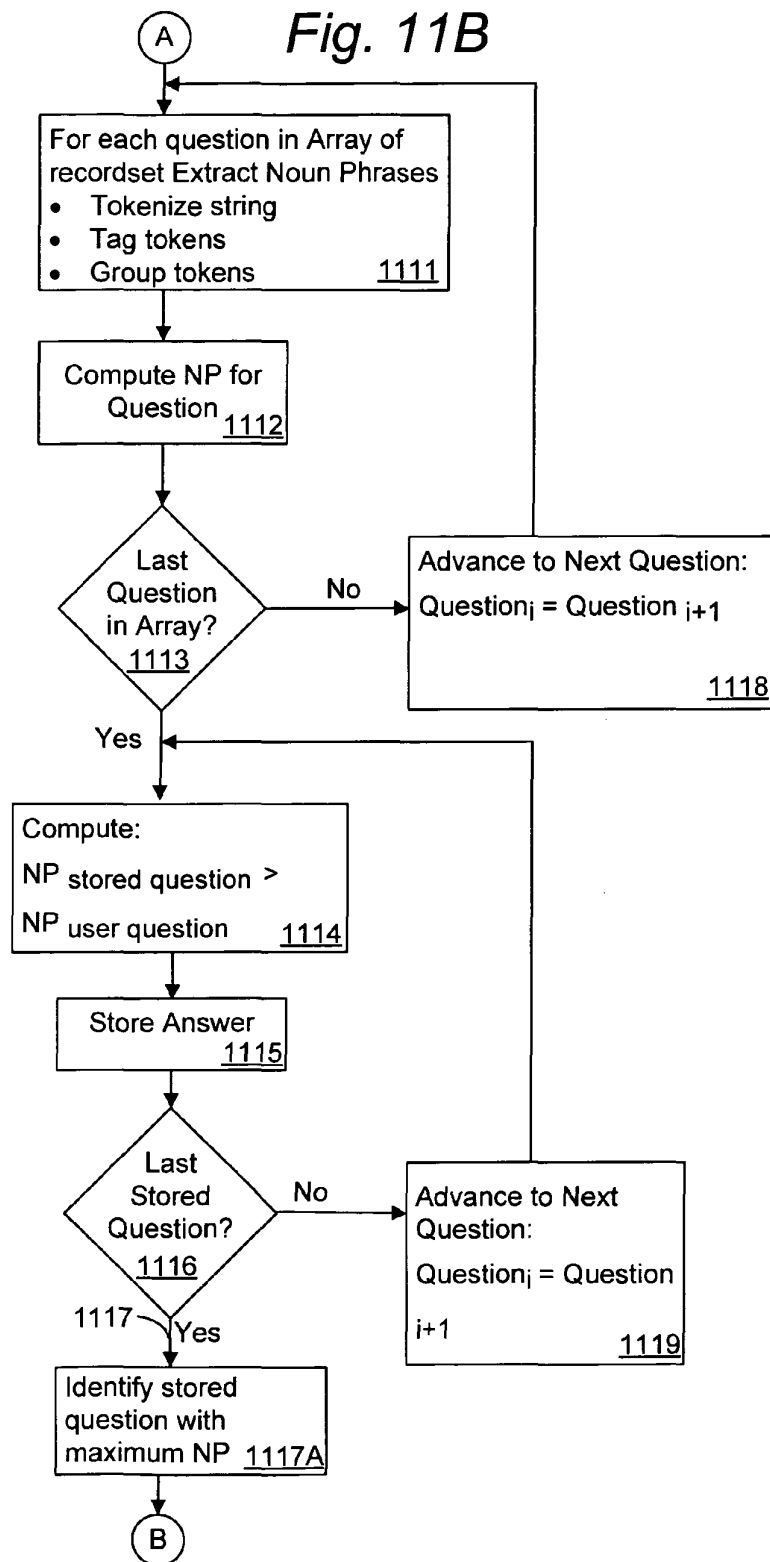 A
Fig. 11B
For each question in Array of
recordset Extract Noun Phrases
• Tokenize string
• Tag tokens
• Group tokens 1111
Compute NP for
Question 1112
Last
Question
in Array?
1113
No
Advance to Next Question:
Questioni = Question i+1
1118
Yes
Compute:
NP stored question >
NP user question 1114
Store Answer
1115
Last
Stored
Question?
1116
No
Advance to Next
Question:
Questioni = Question
i+1
1119
1117
Yes
Identify stored
question with
maximum NP 1117A
B